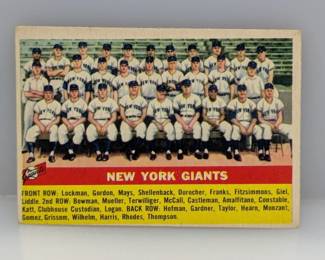 NEW YORK GIANTS
FRONT ROW: Lockman, Gordon, Mays, Shellenback, Durocher, Franks, Fitzsimmons, Giel,
Liddle. 2nd ROW: Bowman, Mueller, Terwilliger, McCall, Castleman, Amalfitano, Constable,
Katt, Clubhouse Custodian, Logan. BACK ROW: Hofman, Gardner, Taylor, Hearn, Monzant,
Gomez, Grissom, Wilhelm, Harris, Rhodes, Thompson.